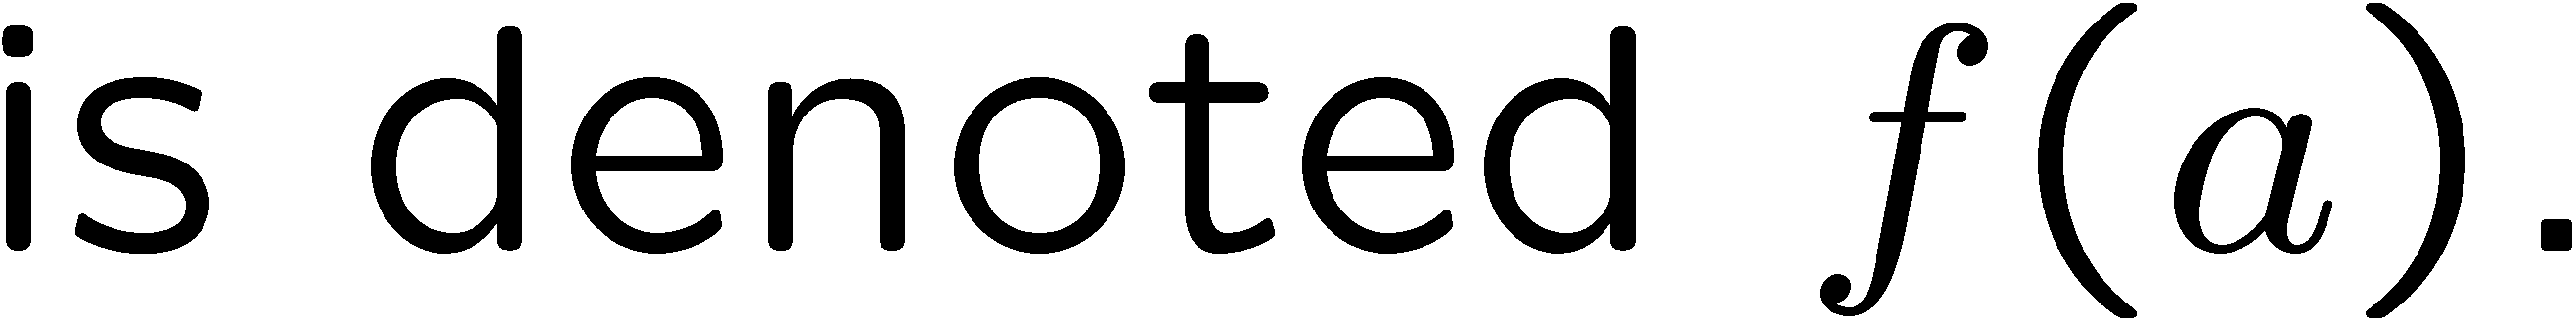 is denoted f(a).